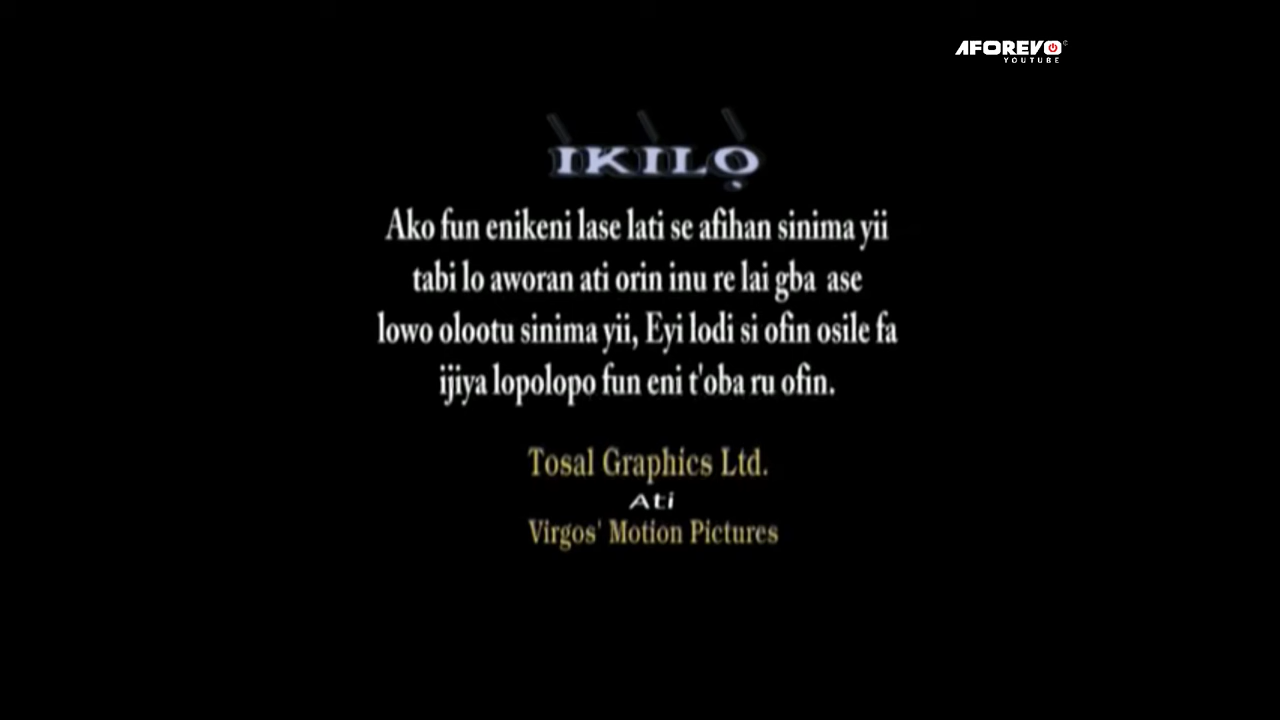 AFOREVO
YOUTUBE
ÌKÌLỌ̀
Ako fun enikeni lase lati se afihan sinima yii
tabi lo aworan ati orin inu re lai gba ase
lowo olootu sinima yii, Eyi lodi si ofin osile fa
ijiya lopolopo fun eni t'oba ru ofin.
Tosal Graphics Ltd.
Ati
Virgos' Motion Pictures